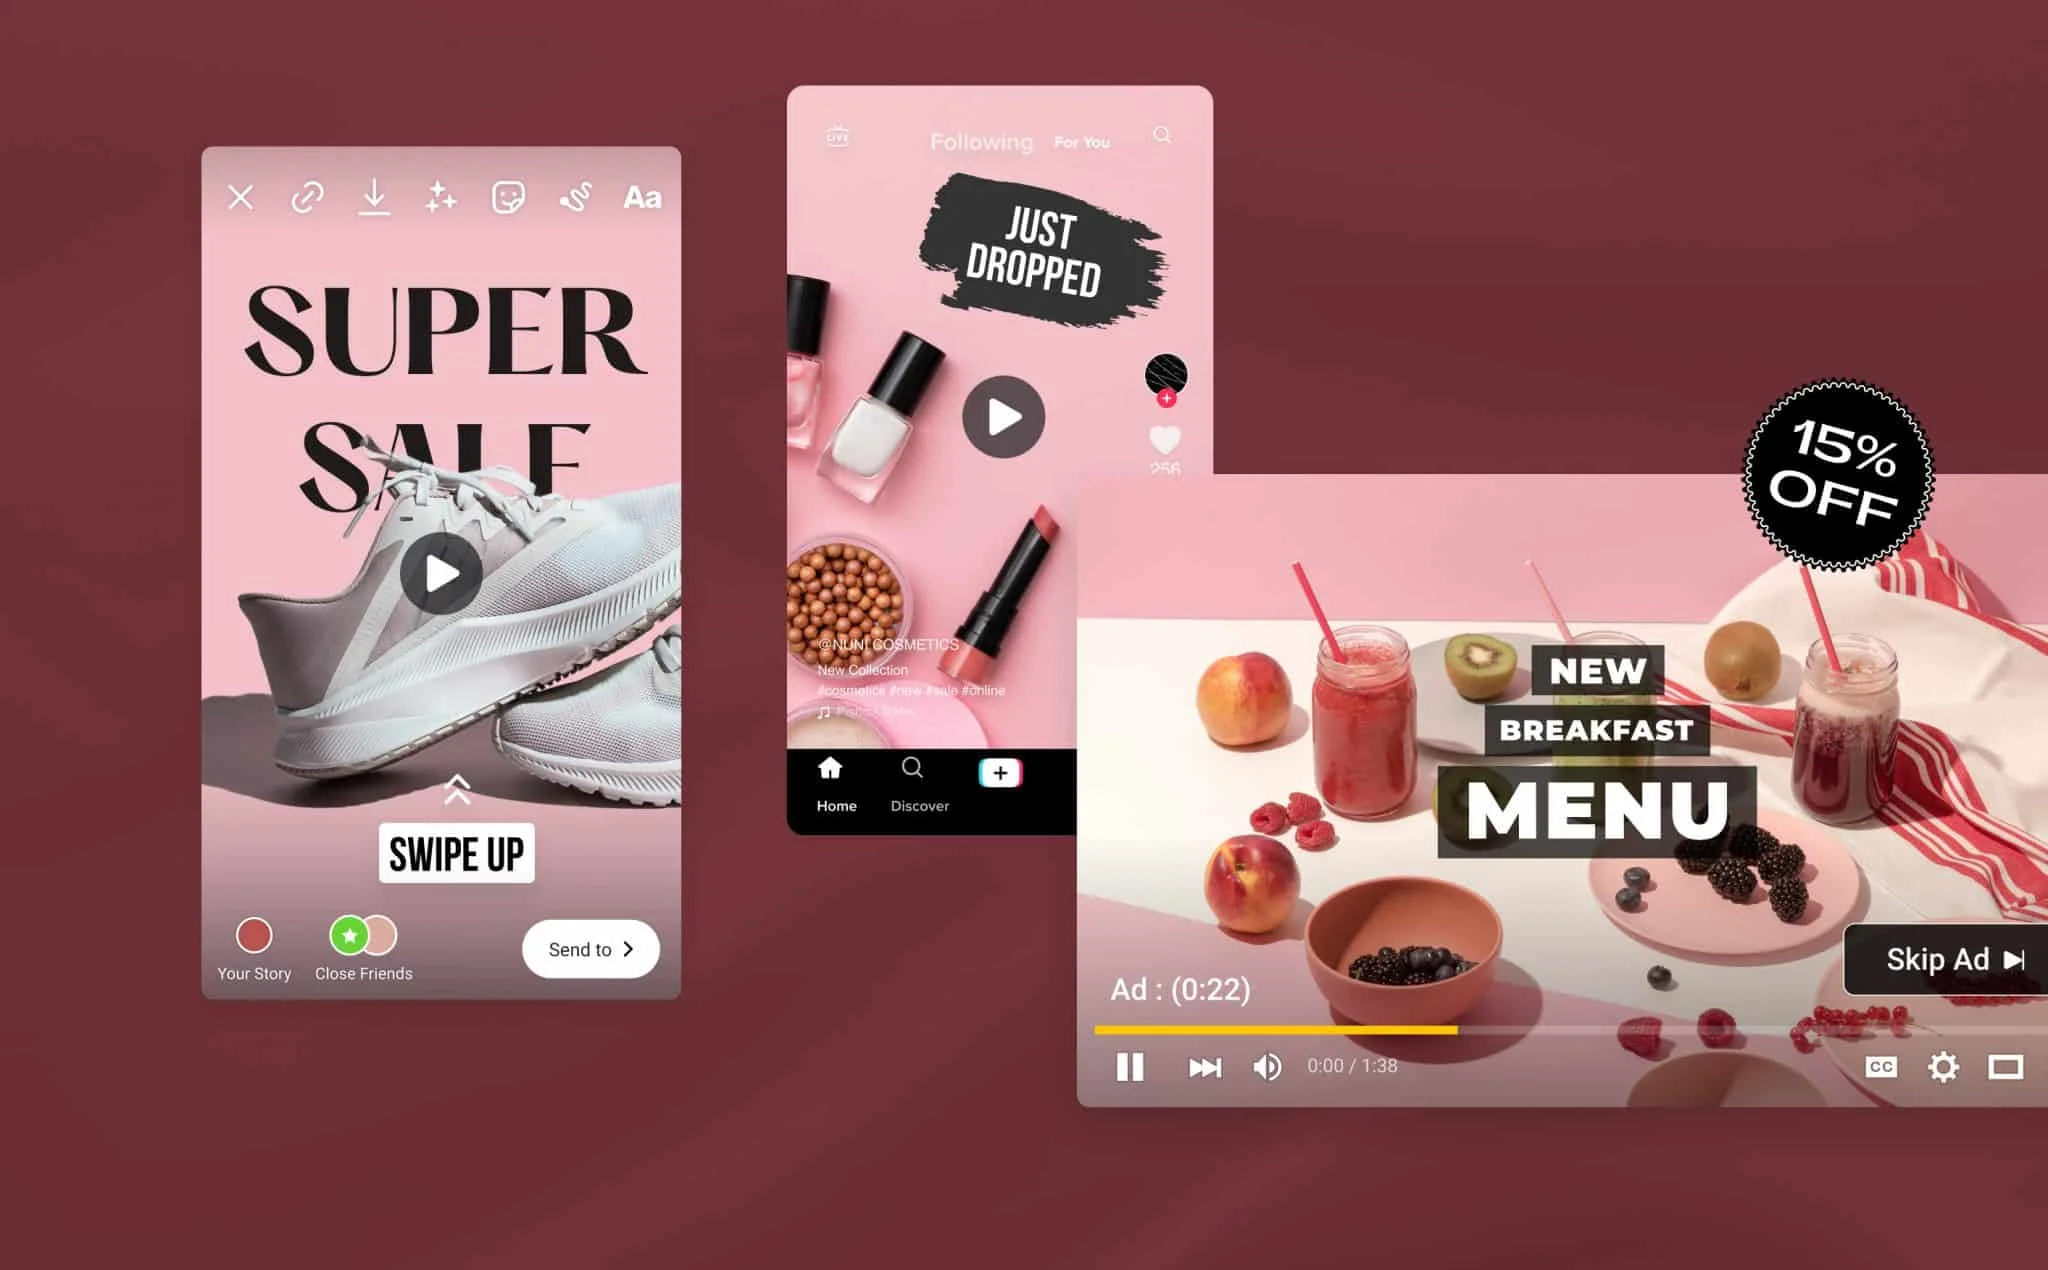 Aa
SUPER
SALE
SWIPE UP
Your Story
Close Friends
Send to
LIVE
Following
For You
JUST
DROPPED
256
@NUNI COSMETICS
New Collection
#cosmetics #new #sale #online
Home
Discover
15%
OFF
NEW
BREAKFAST
MENU
Skip Ad
Ad : (0:22)
0:00 / 1:38
CC